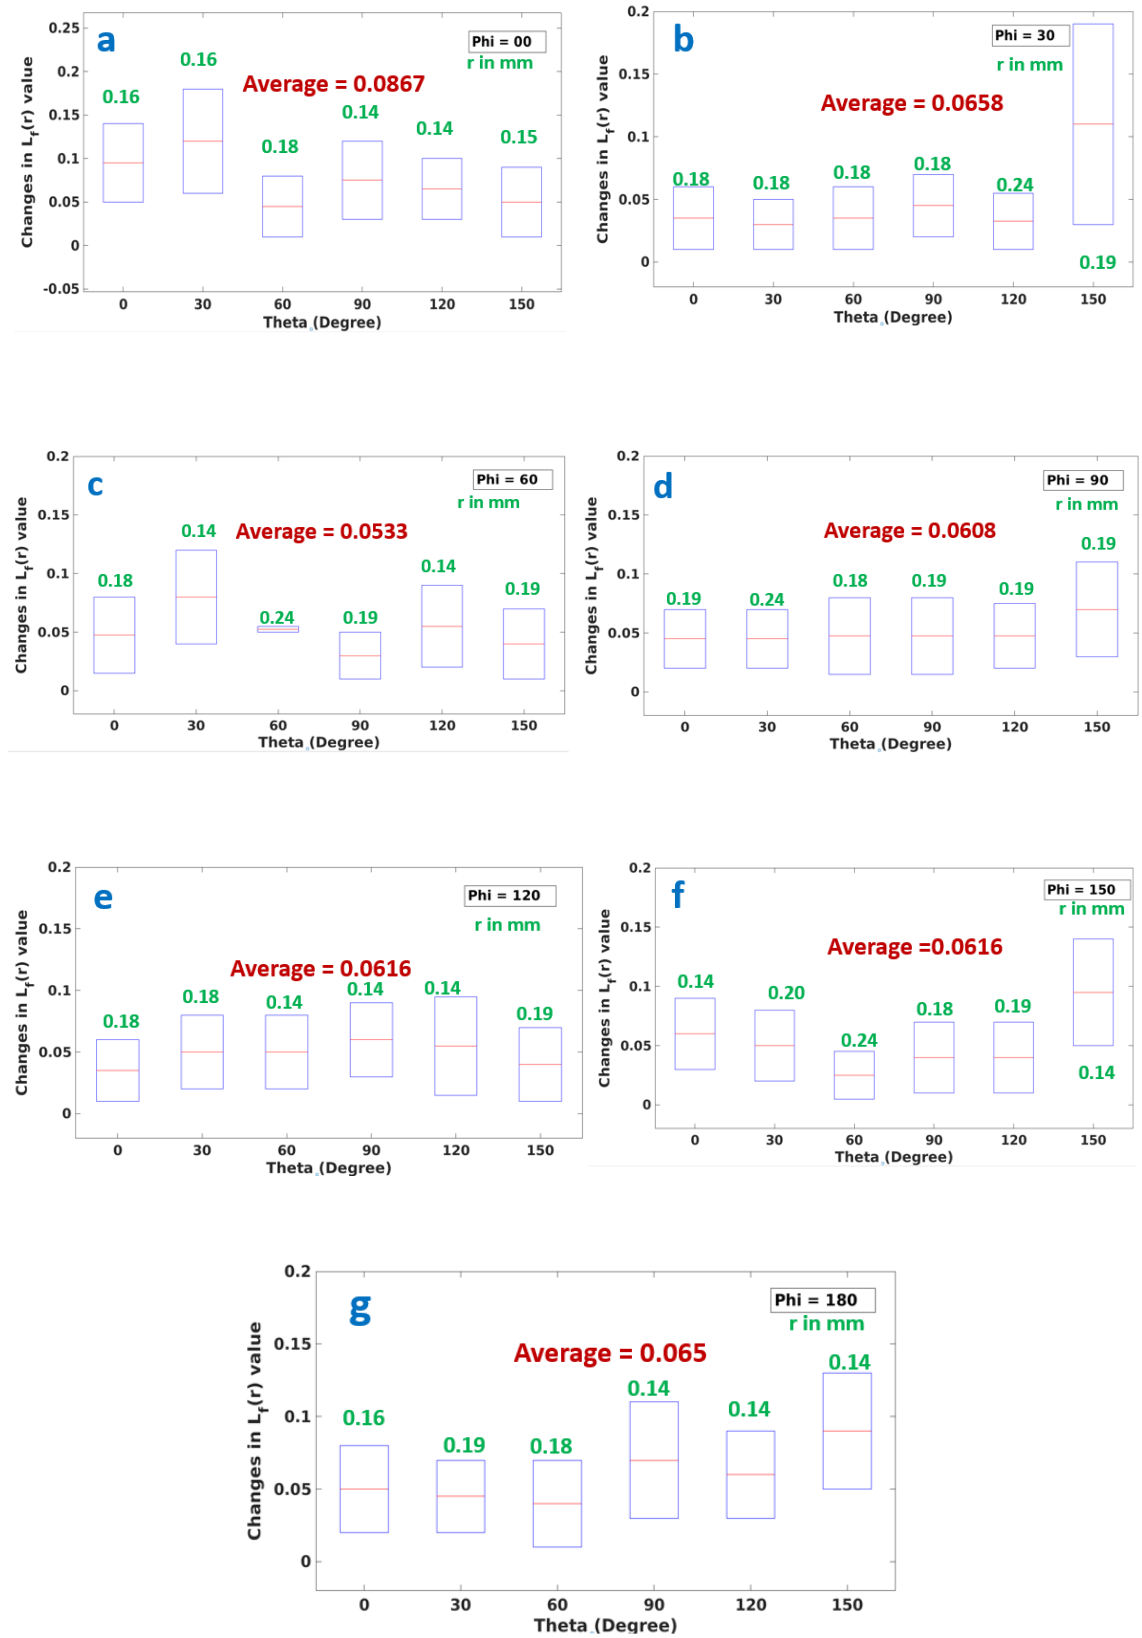 a
Phi = 00
r in mm
Average = 0.0867
0.16
0.16
0.18
0.14
0.14
0.15
0.25
0.2
0.15
0.1
0.05
0
-0.05
Changes in Lf(r) value
0 30 60 90 120 150
Theta (Degree)
b
Phi = 30
r in mm
Average = 0.0658
0.18
0.18
0.18
0.18
0.24
0.19
0.2
0.15
0.1
0.05
0
Changes in Lf(r) value
0 30 60 90 120 150
Theta (Degree)
c
Phi = 60
r in mm
Average = 0.0533
0.18
0.14
0.24
0.19
0.14
0.19
0.2
0.15
0.1
0.05
0
Changes in Lf(r) value
0 30 60 90 120 150
Theta (Degree)
d
Phi = 90
r in mm
Average = 0.0608
0.19
0.24
0.18
0.19
0.19
0.19
0.2
0.15
0.1
0.05
0
Changes in Lf(r) value
0 30 60 90 120 150
Theta (Degree)
e
Phi = 120
r in mm
Average = 0.0616
0.18
0.18
0.14
0.14
0.14
0.19
0.2
0.15
0.1
0.05
0
Changes in Lf(r) value
0 30 60 90 120 150
Theta (Degree)
f
Phi = 150
r in mm
Average =0.0616
0.14
0.20
0.24
0.18
0.19
0.14
0.2
0.15
0.1
0.05
0
Changes in Lf(r) value
0 30 60 90 120 150
Theta (Degree)
g
Phi = 180
r in mm
Average = 0.065
0.16
0.19
0.18
0.14
0.14
0.14
0.2
0.15
0.1
0.05
0
Changes in Lf(r) value
0 30 60 90 120 150
Theta (Degree)